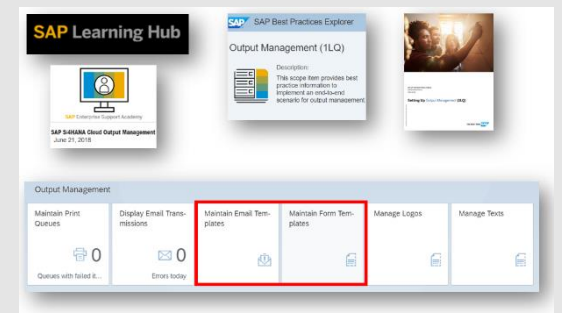 SAP Learning Hub
SAP Enterprise Support Academy
SAP S/4HANA Cloud Output Management
June 21, 2018
SAP SAP Best Practices Explorer
Output Management (1LQ)
Description:
This scope item provides best
practice information to
implement an end-to-end
scenario for output management
Setting Up Output Management (1LQ)
Output Management
Maintain Print
Queues
0
Queues with failed it...
Display Email Trans-
missions
0
Errors today
Maintain Email Tem-
plates
Maintain Form Tem-
plates
Manage Logos
Manage Texts